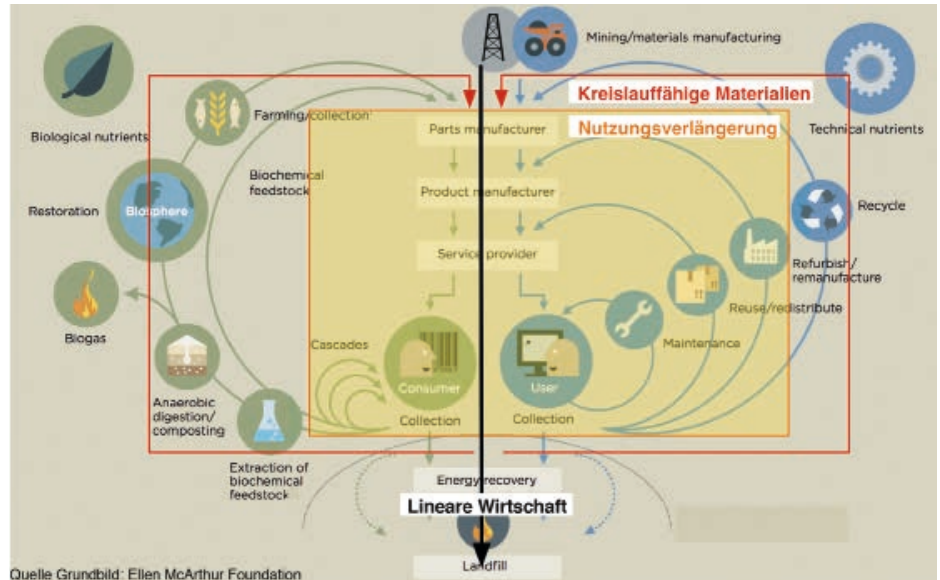 Mining/materials manufacturing
Kreislauffähige Materialien
Nutzungsverlängerung
Biological nutrients
Technical nutrients
Farming/collection
Parts manufacturer
Biochemical
feedstock
Product manufacturer
Restoration
Biosphere
Recycle
Service provider
Refurbish/
remanufacture
Biogas
Reuse/redistribute
Cascades
Maintenance
Consumer
User
Anaerobic
digestion/
composting
Collection
Collection
Extraction of
biochemical
feedstock
Energy recovery
Lineare Wirtschaft
Landfill
Quelle Grundbild: Ellen McArthur Foundation